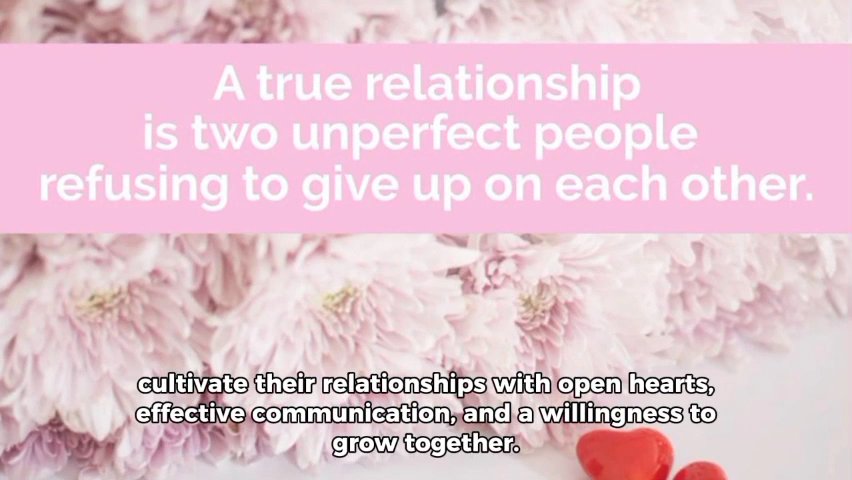 A true relationship
is two unperfect people
refusing to give up on each other.
cultivate their relationships with open hearts,
effective communication, and a willingness to
grow together.